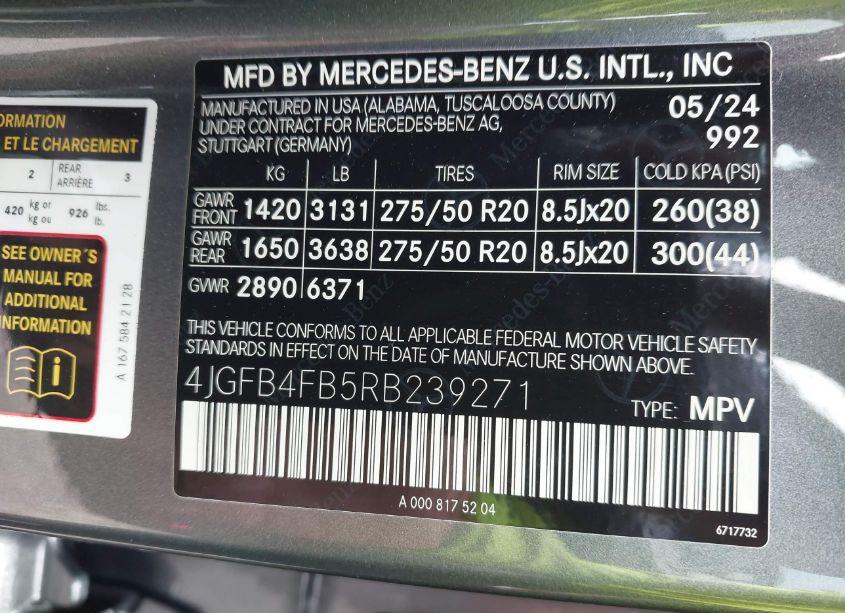 ORMATION
ET LE CHARGEMENT
2 REAR ARRIÈRE 3
420 kg or kg ou 926 lbs. lb.
SEE OWNER´S
MANUAL FOR
ADDITIONAL
INFORMATION
A 167 584 21 28
MFD BY MERCEDES-BENZ U.S. INTL., INC
MANUFACTURED IN USA (ALABAMA, TUSCALOOSA COUNTY) 05/24
UNDER CONTRACT FOR MERCEDES-BENZ AG, 992
STUTTGART (GERMANY)
KG LB TIRES RIM SIZE COLD KPA (PSI)
GAWR FRONT 1420 3131 275/50 R20 8.5Jx20 260(38)
GAWR REAR 1650 3638 275/50 R20 8.5Jx20 300(44)
GVWR 2890 6371
THIS VEHICLE CONFORMS TO ALL APPLICABLE FEDERAL MOTOR VEHICLE SAFETY
STANDARDS IN EFFECT ON THE DATE OF MANUFACTURE SHOWN ABOVE.
4JGFB4FB5RB239271
TYPE: MPV
A 000 817 52 04
6717732